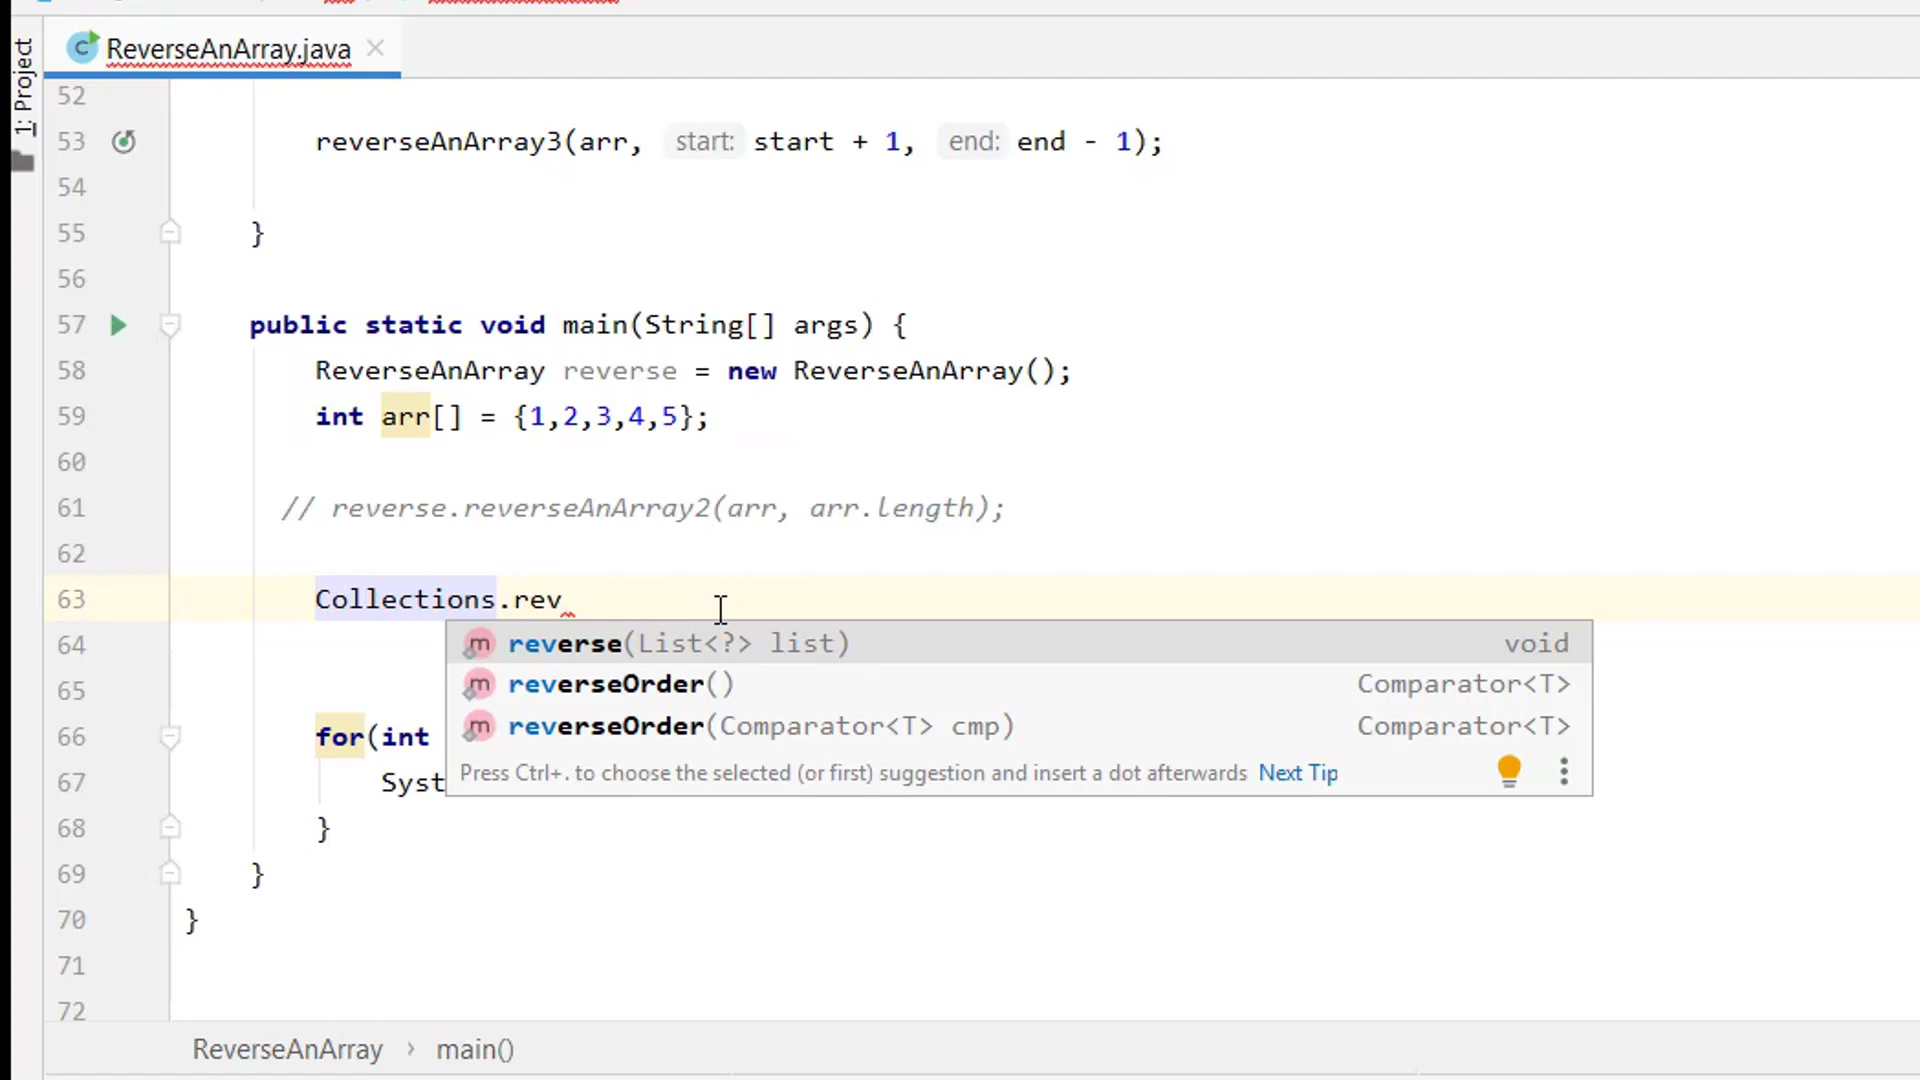 1: Project
ReverseAnArray.java
52
53 reverseAnArray3(arr, start: start + 1, end: end - 1);
54
55 }
56
57 public static void main(String[] args) {
58 ReverseAnArray reverse = new ReverseAnArray();
59 int arr[] = {1,2,3,4,5};
60
61 // reverse.reverseAnArray2(arr, arr.length);
62
63 Collections.rev
64 reverse(List<?> list) void
65 reverseOrder() Comparator<T>
66 for(int reverseOrder(Comparator<T> cmp) Comparator<T>
67 Syst Press Ctrl+. to choose the selected (or first) suggestion and insert a dot afterwards Next Tip
68 }
69 }
70 }
71
72
ReverseAnArray › main()